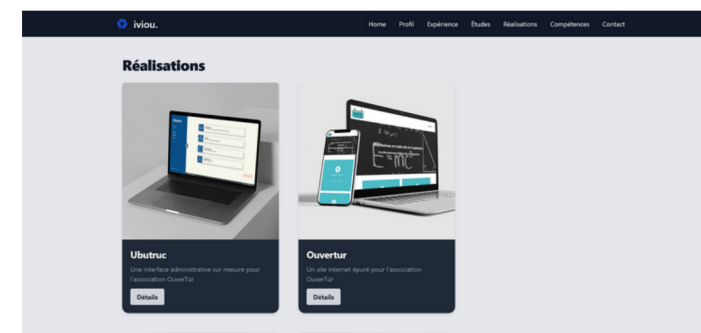 iviou.
Home Profil Expérience Études Réalisations Compétences Contact
Réalisations
Ubutruc
Une interface administrative sur mesure pour
l'association OuverTür
Détails
Ouvertur
Un site internet épuré pour l'association
OuverTür
Détails